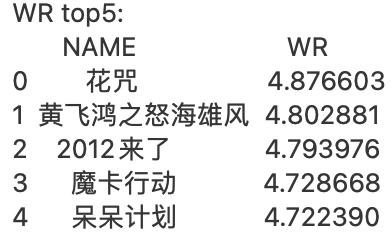 WR top5:
NAME WR
0 花咒 4.876603
1 黄飞鸿之怒海雄风 4.802881
2 2012来了 4.793976
3 魔卡行动 4.728668
4 呆呆计划 4.722390